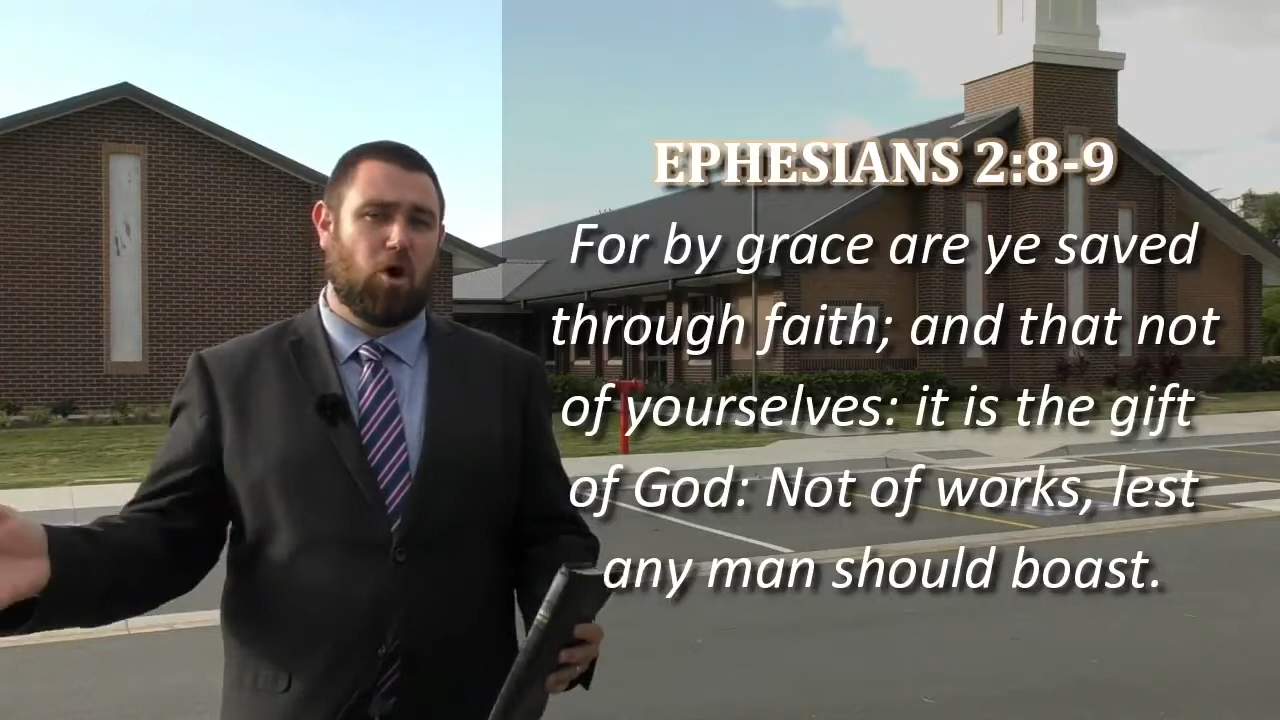 EPHESIANS 2:8-9
For by grace are ye saved
through faith; and that not
of yourselves: it is the gift
of God: Not of works, lest
any man should boast.